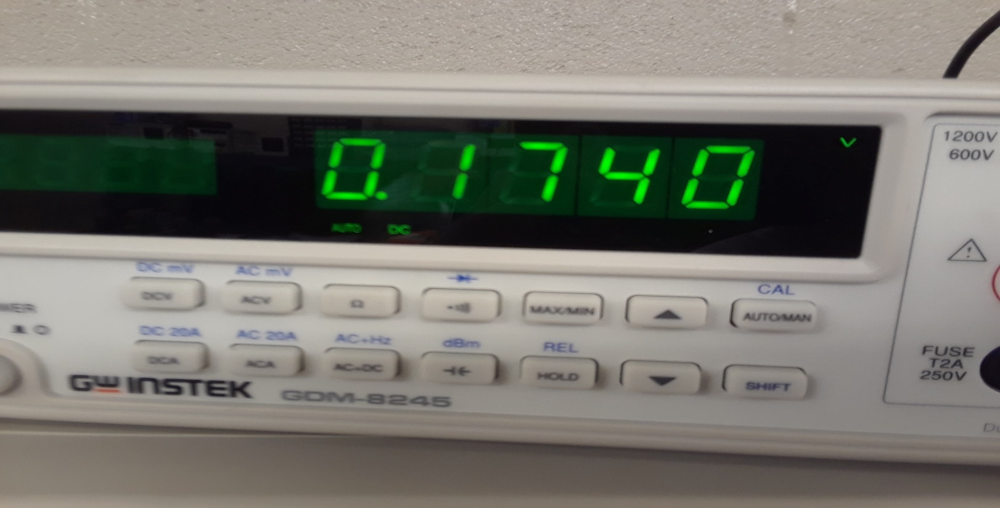 0.1740
V
AUTO DC
DC mV AC mV CAL
DCV ACV Ω MAX/MIN ▲ AUTO/MAN
DC 20A AC 20A AC+Hz dBm REL
DCA ACA AC+DC HOLD ▼ SHIFT
GW INSTEK GDM-8245
1200V
600V
FUSE
T2A
250V